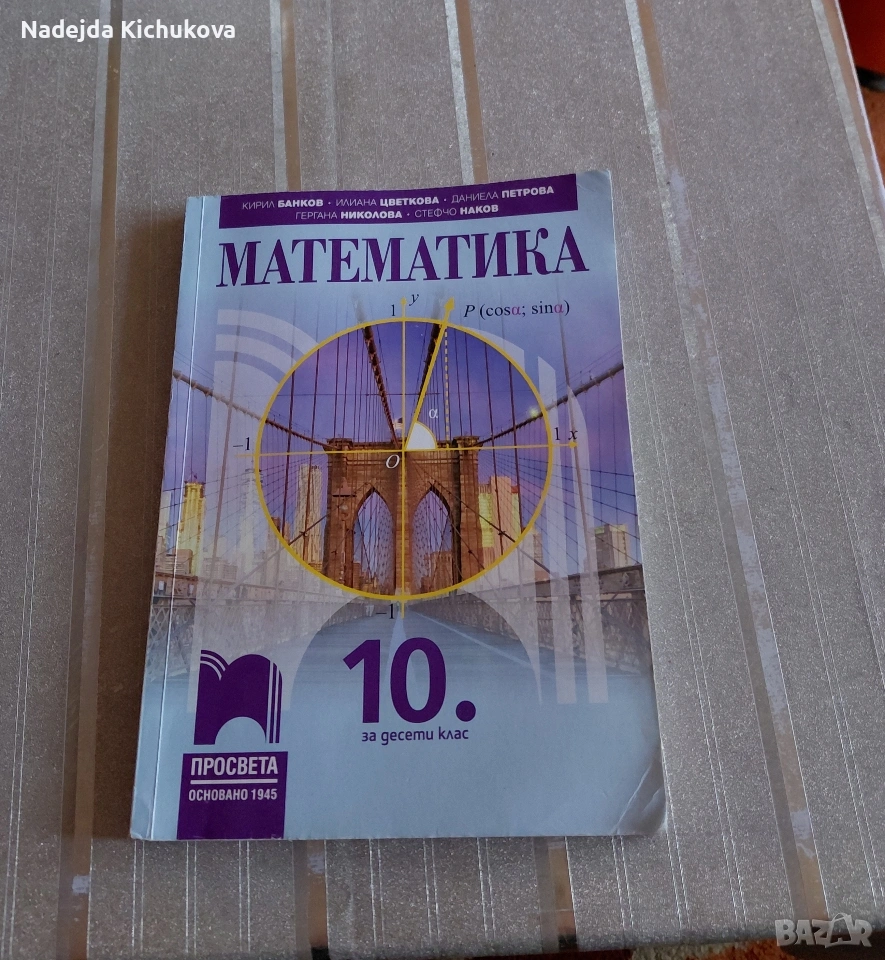 Nadejda Kichukova
КИРИЛ БАНКОВ • ИЛИАНА ЦВЕТКОВА • ДАНИЕЛА ПЕТРОВА
ГЕРГАНА НИКОЛОВА • СТЕФЧО НАКОВ
МАТЕМАТИКА
1 y
P (cosα; sinα)
α
–1
1 x
O
–1
10.
за десети клас
ПРОСВЕТА
ОСНОВАНО 1945
BAZAR